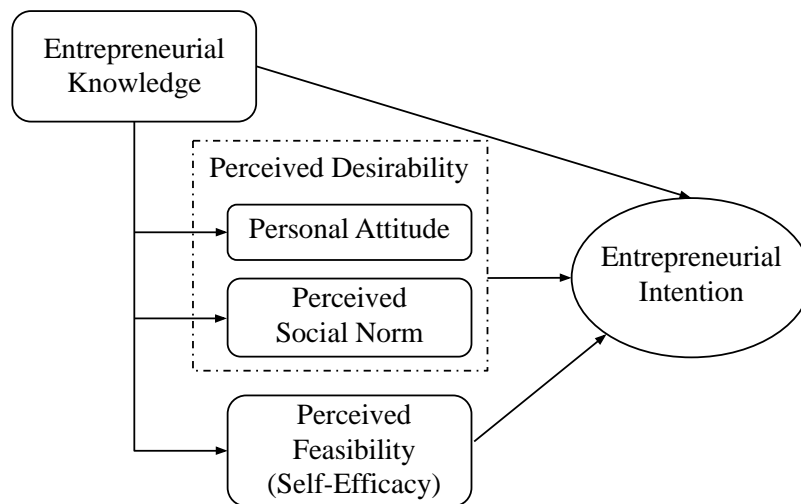 Entrepreneurial
Knowledge
Perceived Desirability
Personal Attitude
Perceived
Social Norm
Entrepreneurial
Intention
Perceived
Feasibility
(Self-Efficacy)